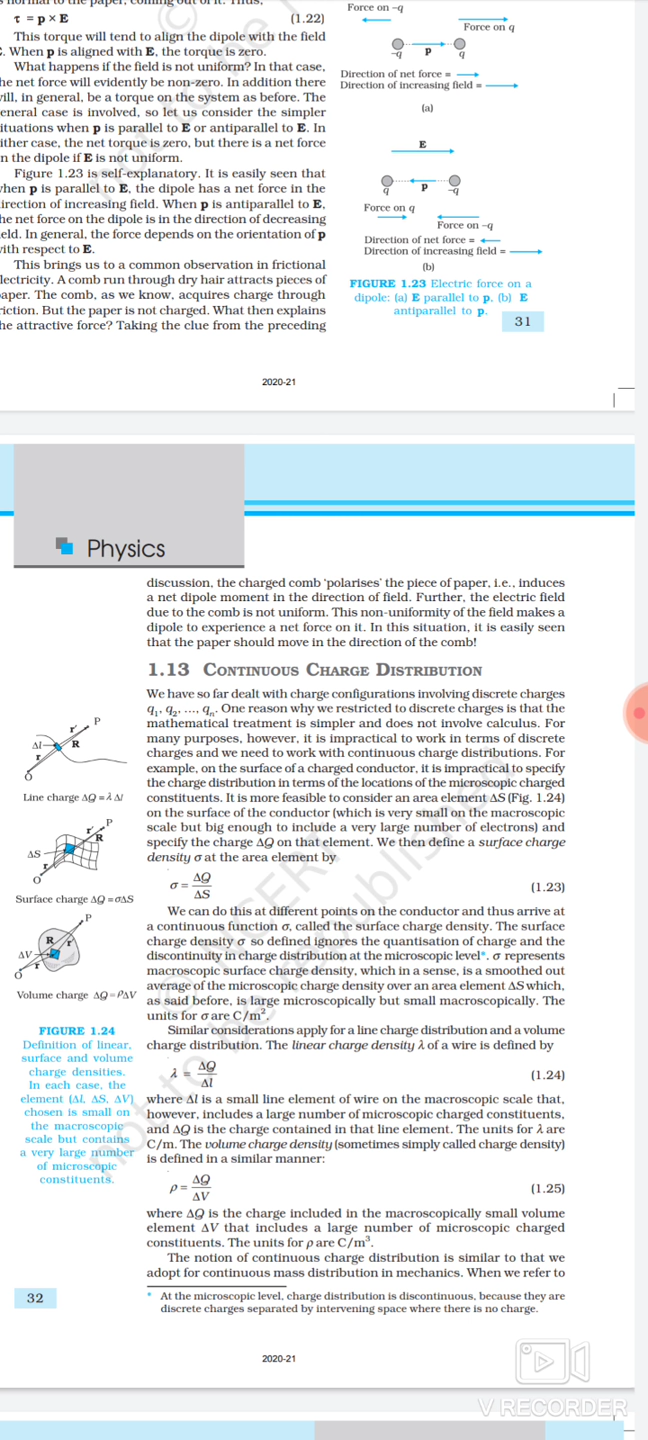 τ = p × E (1.22)
This torque will tend to align the dipole with the field
. When p is aligned with E, the torque is zero.
What happens if the field is not uniform? In that case,
he net force will evidently be non-zero. In addition there
will, in general, be a torque on the system as before. The
eneral case is involved, so let us consider the simpler
ituations when p is parallel to E or antiparallel to E. In
ither case, the net torque is zero, but there is a net force
n the dipole if E is not uniform.
Figure 1.23 is self-explanatory. It is easily seen that
when p is parallel to E, the dipole has a net force in the
irection of increasing field. When p is antiparallel to E,
he net force on the dipole is in the direction of decreasing
eld. In general, the force depends on the orientation of p
with respect to E.
This brings us to a common observation in frictional
lectricity. A comb run through dry hair attracts pieces of
aper. The comb, as we know, acquires charge through
riction. But the paper is not charged. What then explains
he attractive force? Taking the clue from the preceding
Force on –q
Force on q
–q p q
Direction of net force =
Direction of increasing field =
(a)
E
q p –q
Force on q
Force on –q
Direction of net force =
Direction of increasing field =
(b)
FIGURE 1.23 Electric force on a
dipole: (a) E parallel to p, (b) E
antiparallel to p.
31
2020-21
Physics
discussion, the charged comb ‘polarises’ the piece of paper, i.e., induces
a net dipole moment in the direction of field. Further, the electric field
due to the comb is not uniform. This non-uniformity of the field makes a
dipole to experience a net force on it. In this situation, it is easily seen
that the paper should move in the direction of the comb!
1.13 CONTINUOUS CHARGE DISTRIBUTION
We have so far dealt with charge configurations involving discrete charges
q1, q2, ..., qn. One reason why we restricted to discrete charges is that the
mathematical treatment is simpler and does not involve calculus. For
many purposes, however, it is impractical to work in terms of discrete
charges and we need to work with continuous charge distributions. For
example, on the surface of a charged conductor, it is impractical to specify
the charge distribution in terms of the locations of the microscopic charged
constituents. It is more feasible to consider an area element ΔS (Fig. 1.24)
on the surface of the conductor (which is very small on the macroscopic
scale but big enough to include a very large number of electrons) and
specify the charge ΔQ on that element. We then define a surface charge
density σ at the area element by
σ = ΔQ/ΔS (1.23)
We can do this at different points on the conductor and thus arrive at
a continuous function σ, called the surface charge density. The surface
charge density σ so defined ignores the quantisation of charge and the
discontinuity in charge distribution at the microscopic level*. σ represents
macroscopic surface charge density, which in a sense, is a smoothed out
average of the microscopic charge density over an area element ΔS which,
as said before, is large microscopically but small macroscopically. The
units for σ are C/m².
Similar considerations apply for a line charge distribution and a volume
charge distribution. The linear charge density λ of a wire is defined by
λ = ΔQ/Δl (1.24)
where Δl is a small line element of wire on the macroscopic scale that,
however, includes a large number of microscopic charged constituents,
and ΔQ is the charge contained in that line element. The units for λ are
C/m. The volume charge density (sometimes simply called charge density)
is defined in a similar manner:
ρ = ΔQ/ΔV (1.25)
where ΔQ is the charge included in the macroscopically small volume
element ΔV that includes a large number of microscopic charged
constituents. The units for ρ are C/m³.
The notion of continuous charge distribution is similar to that we
adopt for continuous mass distribution in mechanics. When we refer to
P
r'
Δl R
r
O
Line charge ΔQ = λ Δl
P
r'
R
ΔS
r
O
Surface charge ΔQ = σΔS
P
R r'
ΔV
r
O
Volume charge ΔQ = ρΔV
FIGURE 1.24
Definition of linear,
surface and volume
charge densities.
In each case, the
element (Δl, ΔS, ΔV)
chosen is small on
the macroscopic
scale but contains
a very large number
of microscopic
constituents.
32
* At the microscopic level, charge distribution is discontinuous, because they are
discrete charges separated by intervening space where there is no charge.
2020-21
© NCERT
not to be republished
V RECORDER